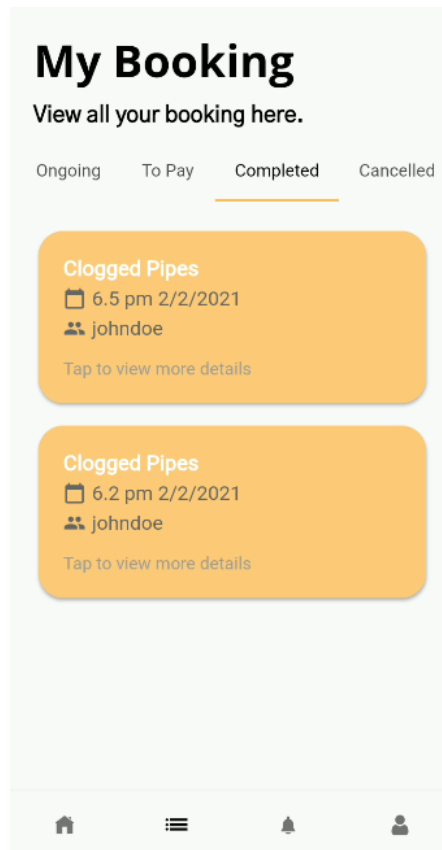 My Booking
View all your booking here.
Ongoing To Pay Completed Cancelled
Clogged Pipes
6.5 pm 2/2/2021
johndoe
Tap to view more details
Clogged Pipes
6.2 pm 2/2/2021
johndoe
Tap to view more details